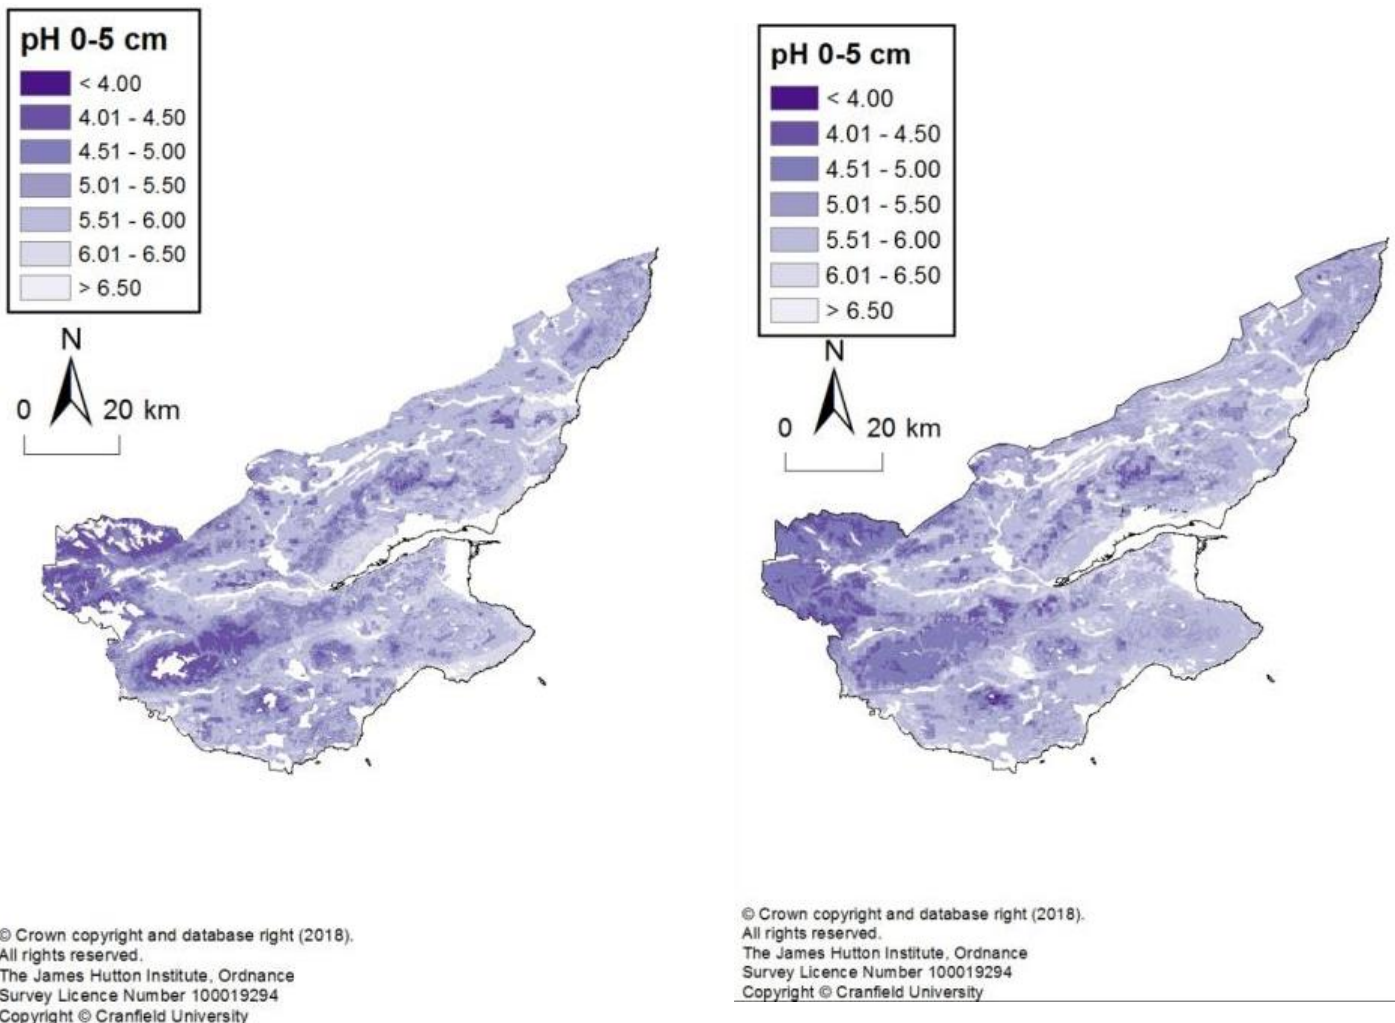 pH 0-5 cm
< 4.00
4.01 - 4.50
4.51 - 5.00
5.01 - 5.50
5.51 - 6.00
6.01 - 6.50
> 6.50
N
0 20 km
© Crown copyright and database right (2018).
All rights reserved.
The James Hutton Institute, Ordnance
Survey Licence Number 100019294
Copyright © Cranfield University
pH 0-5 cm
< 4.00
4.01 - 4.50
4.51 - 5.00
5.01 - 5.50
5.51 - 6.00
6.01 - 6.50
> 6.50
N
0 20 km
© Crown copyright and database right (2018).
All rights reserved.
The James Hutton Institute, Ordnance
Survey Licence Number 100019294
Copyright © Cranfield University